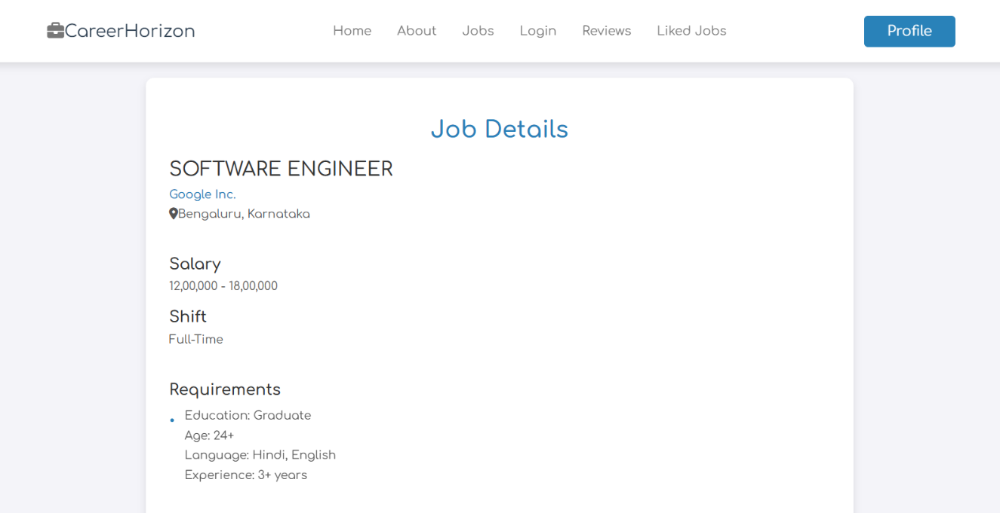 CareerHorizon
Home About Jobs Login Reviews Liked Jobs
Profile
Job Details
SOFTWARE ENGINEER
Google Inc.
Bengaluru, Karnataka
Salary
12,00,000 - 18,00,000
Shift
Full-Time
Requirements
• Education: Graduate
Age: 24+
Language: Hindi, English
Experience: 3+ years